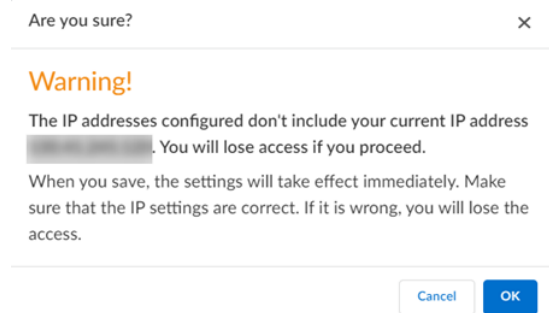 Are you sure?
Warning!
The IP addresses configured don't include your current IP address
. You will lose access if you proceed.
When you save, the settings will take effect immediately. Make
sure that the IP settings are correct. If it is wrong, you will lose the
access.
Cancel
OK